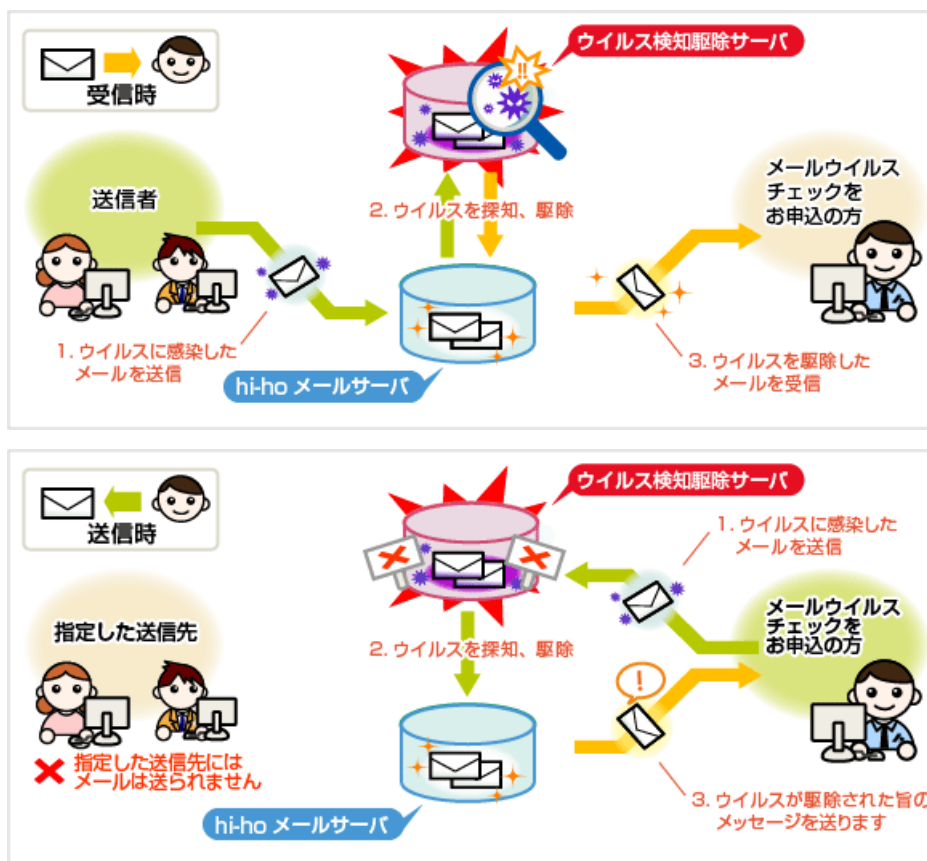 ウイルス検知駆除サーバ
受信時
送信者
2. ウイルスを探知、駆除
メールウイルス
チェックを
お申込の方
1. ウイルスに感染した
メールを送信
hi-ho メールサーバ
3. ウイルスを駆除した
メールを受信
ウイルス検知駆除サーバ
送信時
1. ウイルスに感染した
メールを送信
指定した送信先
2. ウイルスを探知、駆除
メールウイルス
チェックを
お申込の方
指定した送信先には
メールは送られません
hi-ho メールサーバ
3. ウイルスが駆除された旨の
メッセージを送ります